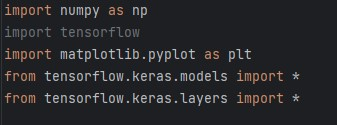 import numpy as np
import tensorflow
import matplotlib.pyplot as plt
from tensorflow.keras.models import *
from tensorflow.keras.layers import *